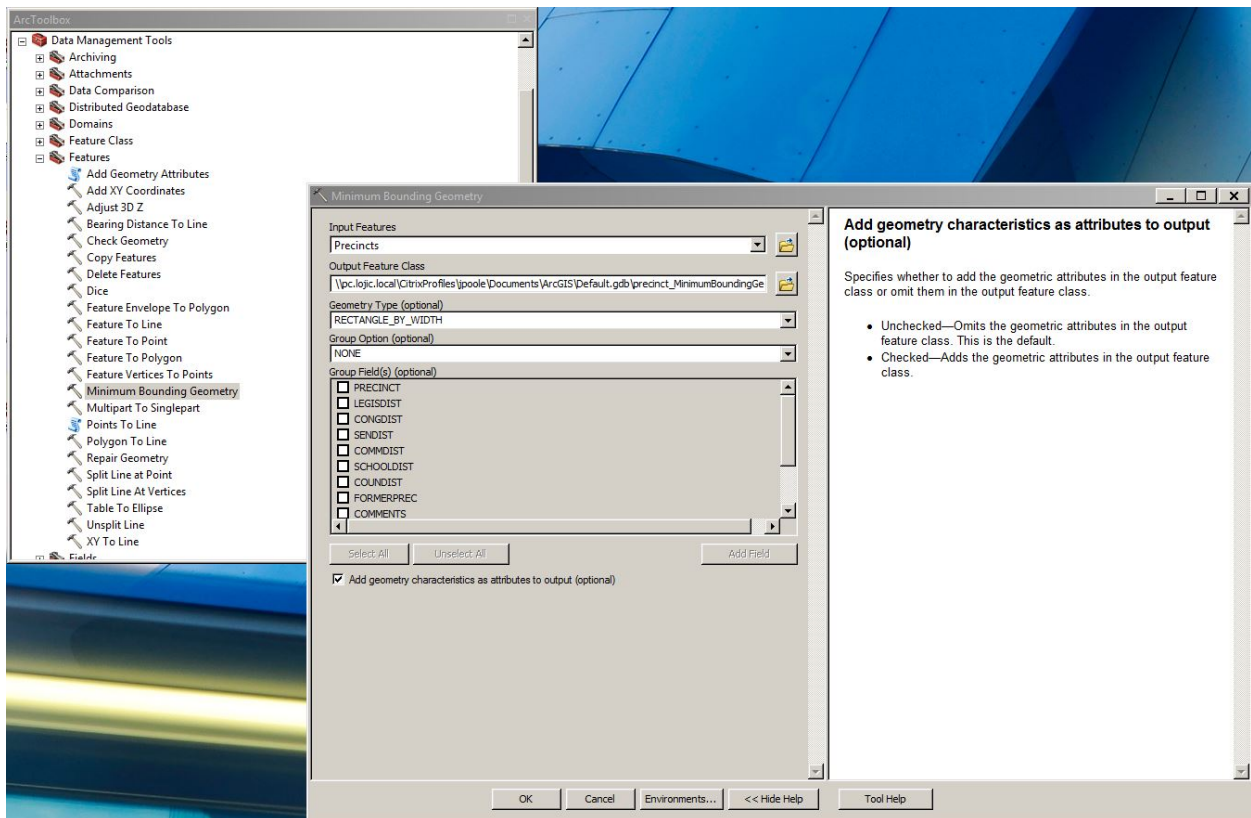 ArcToolbox
Data Management Tools
Archiving
Attachments
Data Comparison
Distributed Geodatabase
Domains
Feature Class
Features
Add Geometry Attributes
Add XY Coordinates
Adjust 3D Z
Bearing Distance To Line
Check Geometry
Copy Features
Delete Features
Dice
Feature Envelope To Polygon
Feature To Line
Feature To Point
Feature To Polygon
Feature Vertices To Points
Minimum Bounding Geometry
Multipart To Singlepart
Points To Line
Polygon To Line
Repair Geometry
Split Line at Point
Split Line At Vertices
Table To Ellipse
Unsplit Line
XY To Line
Fields
Minimum Bounding Geometry
Input Features
Precincts
Output Feature Class
\\pc.lojic.local\CitrixProfiles\jpoole\Documents\ArcGIS\Default.gdb\precinct_MinimumBoundingGe
Geometry Type (optional)
RECTANGLE_BY_WIDTH
Group Option (optional)
NONE
Group Field(s) (optional)
PRECINCT
LEGISDIST
CONGDIST
SENDIST
COMMDIST
SCHOOLDIST
COUNDIST
FORMERPREC
COMMENTS
Select All Unselect All Add Field
Add geometry characteristics as attributes to output (optional)
Add geometry characteristics as attributes to output
(optional)
Specifies whether to add the geometric attributes in the output feature
class or omit them in the output feature class.
• Unchecked—Omits the geometric attributes in the output
feature class. This is the default.
• Checked—Adds the geometric attributes in the output feature
class.
OK Cancel Environments... << Hide Help Tool Help